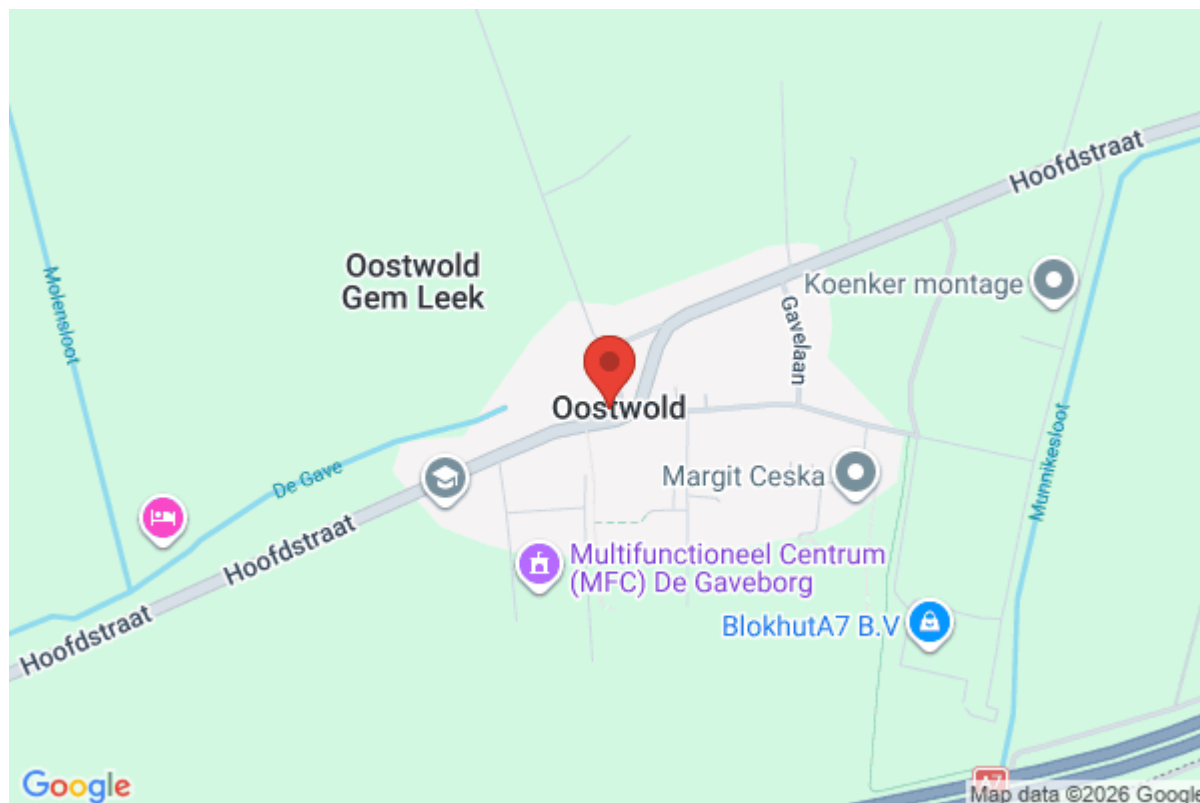 Hoofdstraat
Oostwold
Gem Leek
Koenker montage
Molensloot
Gavelaan
Oostwold
Munnikesloot
De Gave
Margit Ceska
Hoofdstraat
Multifunctioneel Centrum
(MFC) De Gaveborg
Hoofdstraat
BlokhutA7 B.V
A7
Google
Map data ©2026 Google